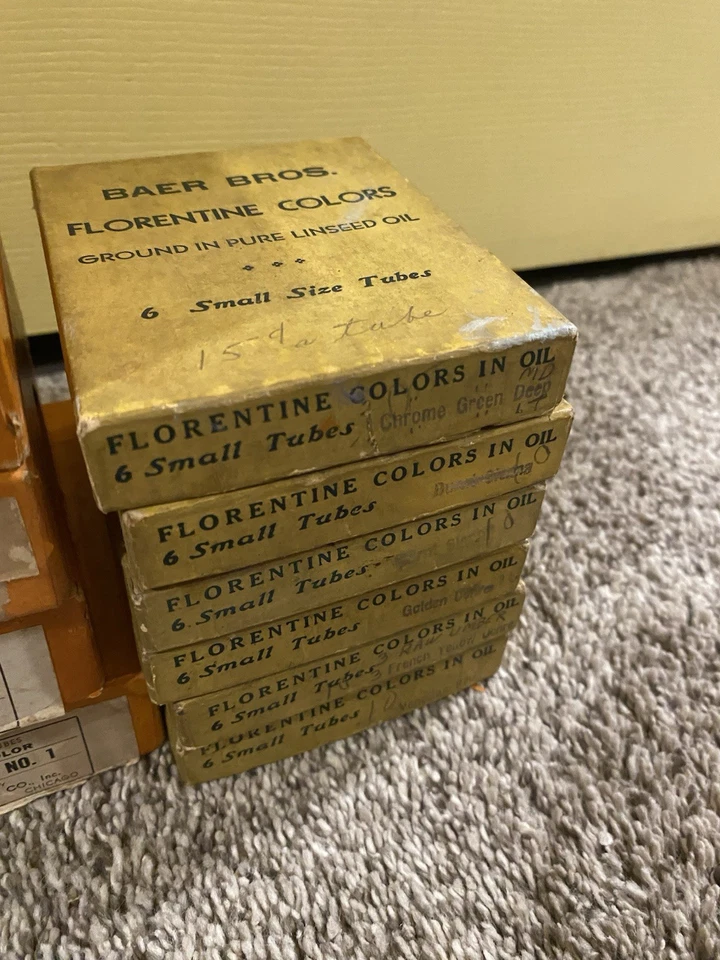 BAER BROS.
FLORENTINE COLORS
GROUND IN PURE LINSEED OIL
6 Small Size Tubes
15¢ a tube
FLORENTINE COLORS IN OIL
6 Small Tubes Chrome Green Deep
FLORENTINE COLORS IN OIL
6 Small Tubes
FLORENTINE COLORS IN OIL
6 Small Tubes
FLORENTINE COLORS IN OIL
6 Small Tubes Golden
FLORENTINE COLORS IN OIL
6 Small Tubes French
FLORENTINE COLORS IN OIL
6 Small Tubes
NO. 1
CO., Inc.
CHICAGO